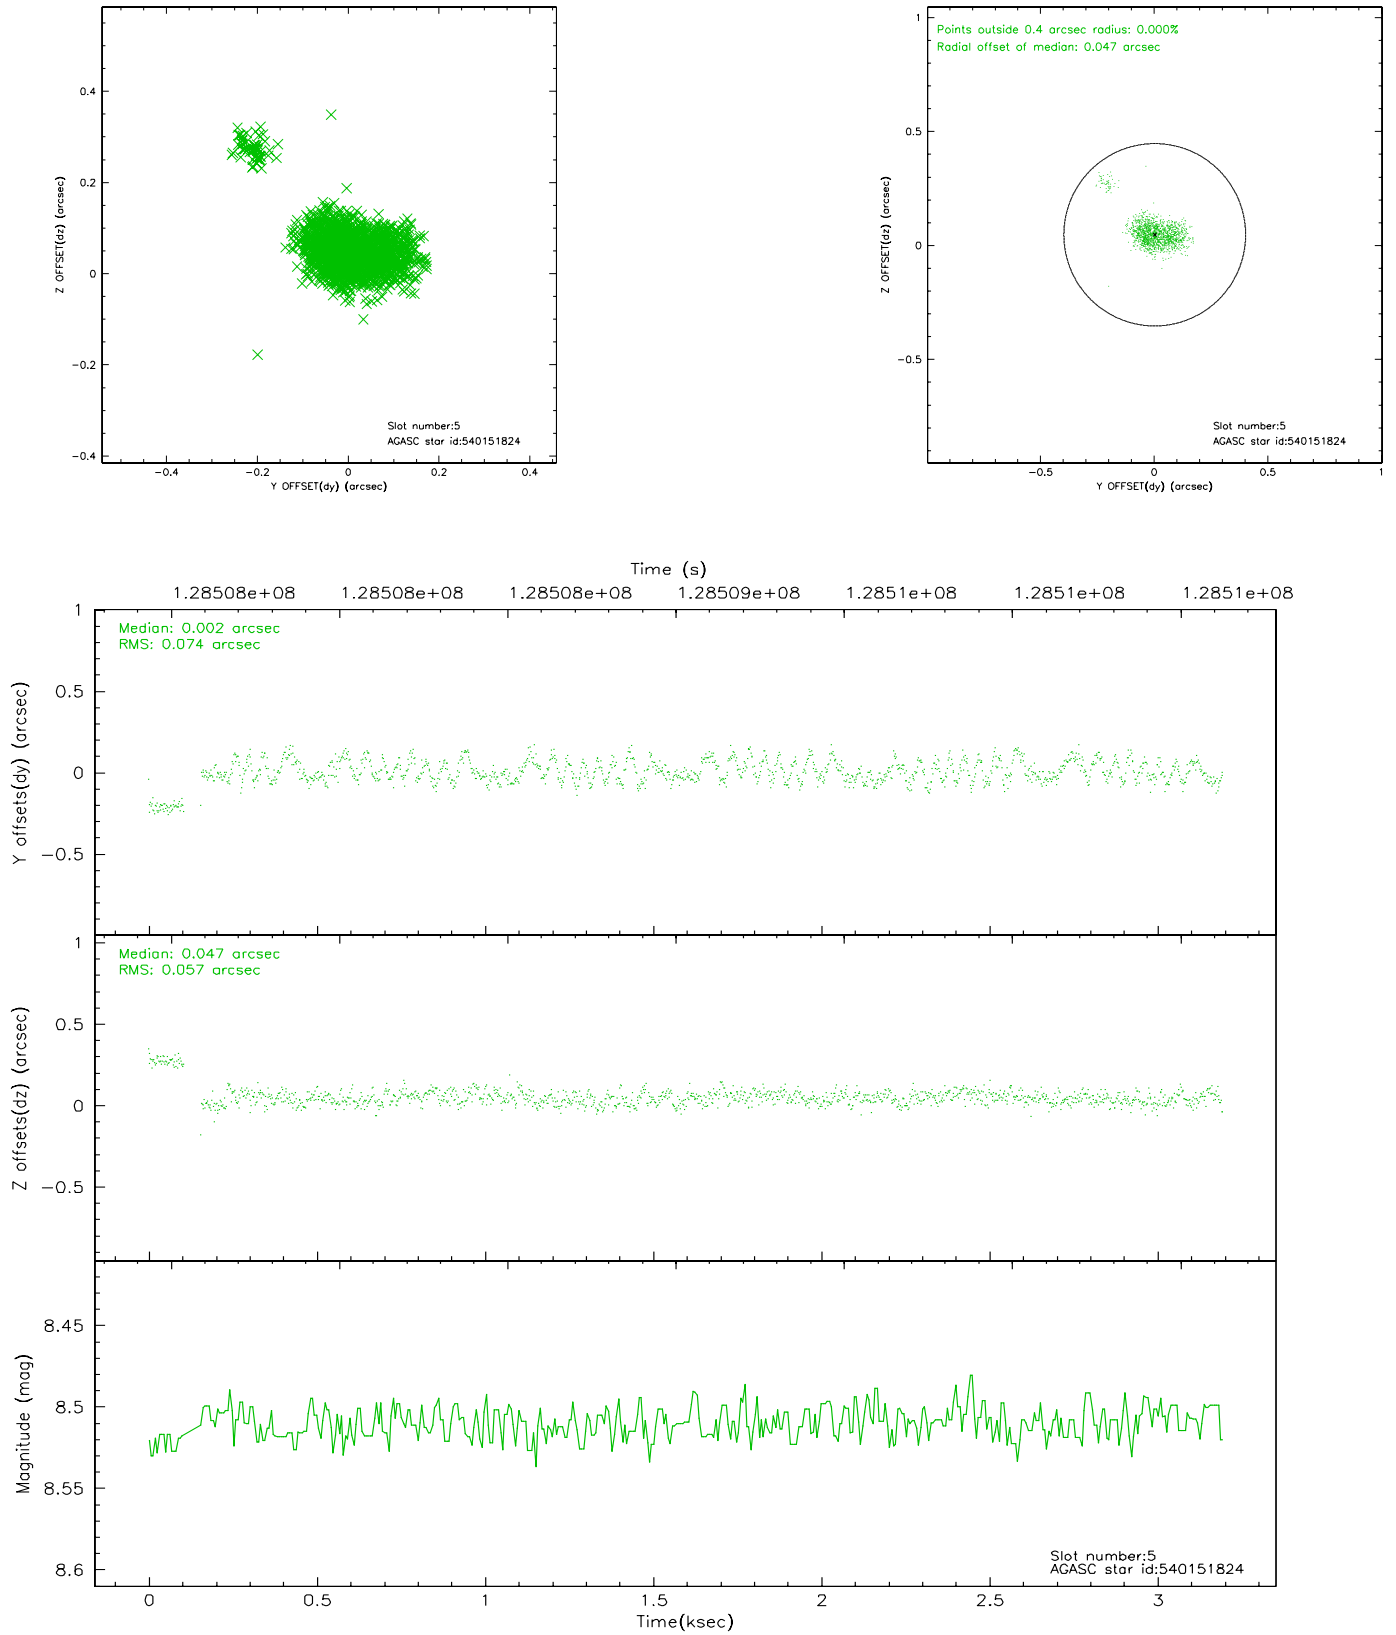 0.4
0.2
0
−0.2
−0.4
Z OFFSET(dz) (arcsec)
Slot number:5
AGASC star id:540151824
−0.4 −0.2 0 0.2 0.4
Y OFFSET(dy) (arcsec)
Points outside 0.4 arcsec radius: 0.000%
Radial offset of median: 0.047 arcsec
1
0.5
0
−0.5
Z OFFSET(dz) (arcsec)
Slot number:5
AGASC star id:540151824
−0.5 0 0.5 1
Y OFFSET(dy) (arcsec)
Time (s)
1.28508e+08 1.28508e+08 1.28508e+08 1.28509e+08 1.2851e+08 1.2851e+08 1.2851e+08
Median: 0.002 arcsec
RMS: 0.074 arcsec
1
0.5
0
−0.5
Y offsets(dy) (arcsec)
Median: 0.047 arcsec
RMS: 0.057 arcsec
1
0.5
0
−0.5
Z offsets(dz) (arcsec)
8.45
8.5
8.55
8.6
Magnitude (mag)
Slot number:5
AGASC star id:540151824
0 0.5 1 1.5 2 2.5 3
Time(ksec)